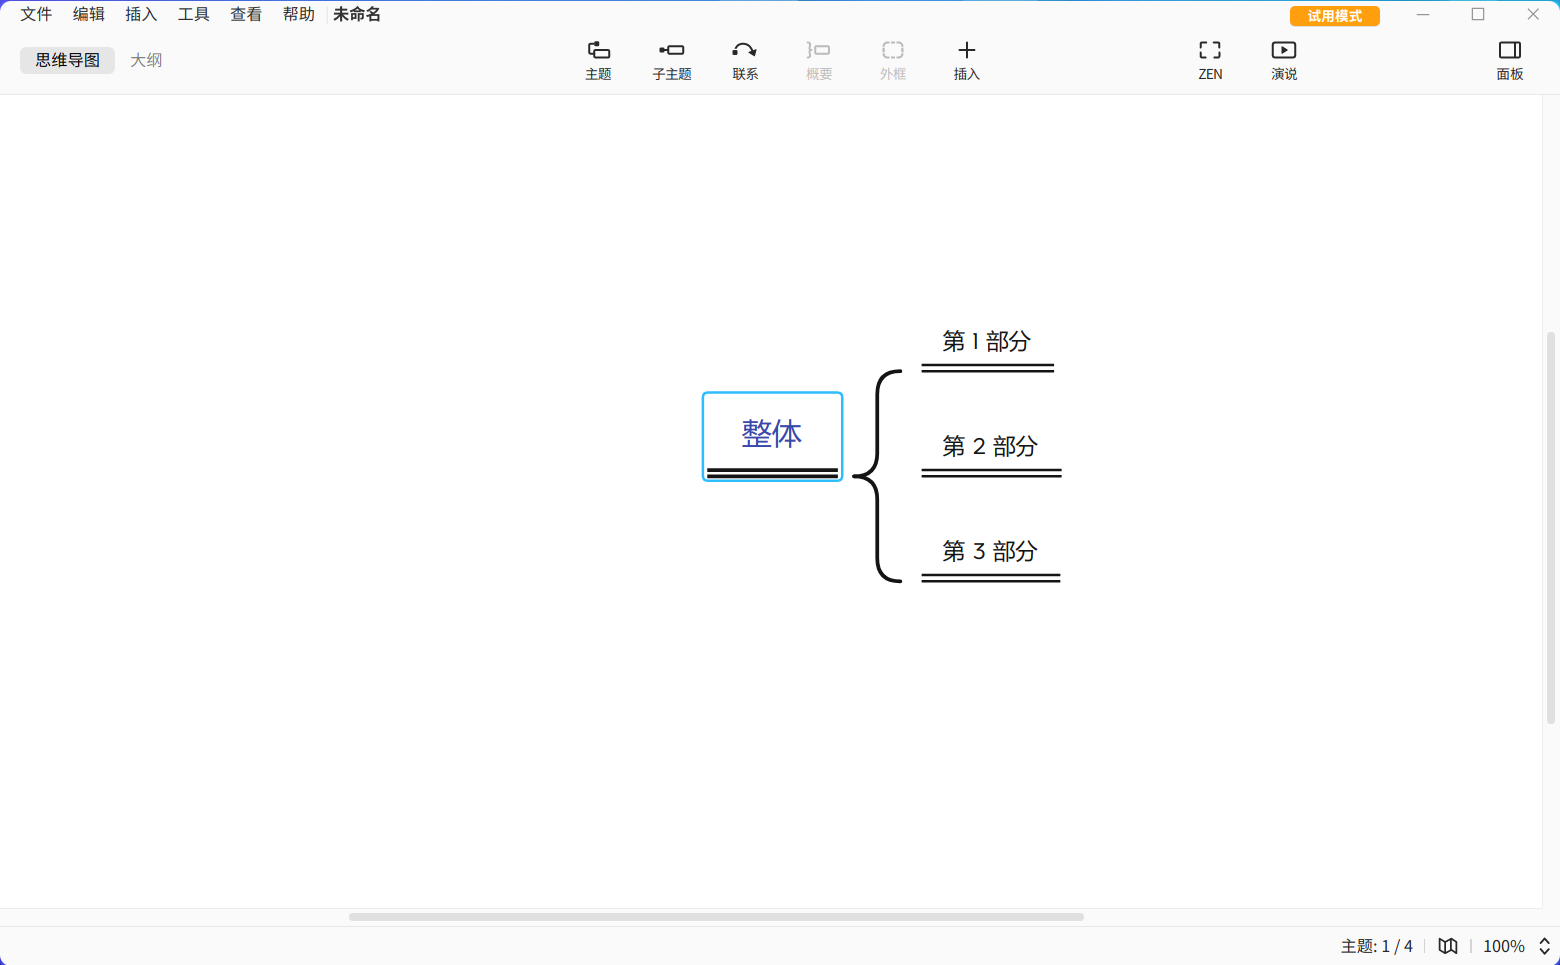 文件 编辑 插入 工具 查看 帮助 未命名 试用模式
思维导图 大纲
主题 子主题 联系 概要 外框 插入 ZEN 演说 面板
第 1 部分
整体
第 2 部分
第 3 部分
主题: 1 / 4 100%